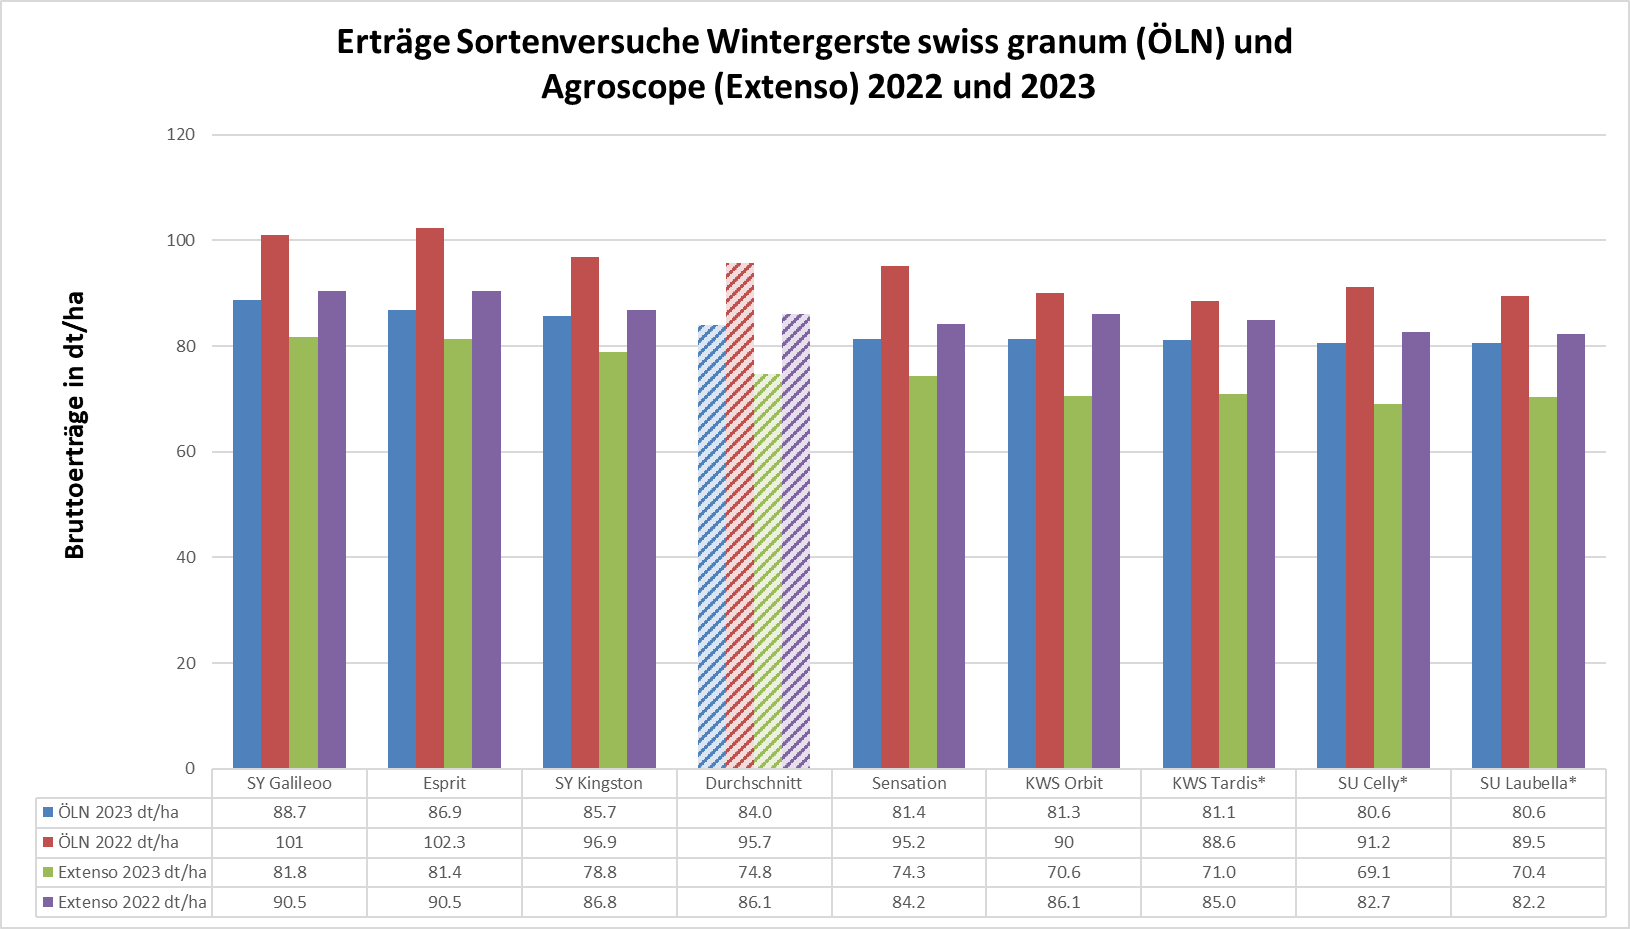 Erträge Sortenversuche Wintergerste swiss granum (ÖLN) und
Agroscope (Extenso) 2022 und 2023
Bruttoerträge in dt/ha
120
100
80
60
40
20
0
SY Galileoo Esprit SY Kingston Durchschnitt Sensation KWS Orbit KWS Tardis* SU Celly* SU Laubella*
ÖLN 2023 dt/ha 88.7 86.9 85.7 84.0 81.4 81.3 81.1 80.6 80.6
ÖLN 2022 dt/ha 101 102.3 96.9 95.7 95.2 90 88.6 91.2 89.5
Extenso 2023 dt/ha 81.8 81.4 78.8 74.8 74.3 70.6 71.0 69.1 70.4
Extenso 2022 dt/ha 90.5 90.5 86.8 86.1 84.2 86.1 85.0 82.7 82.2